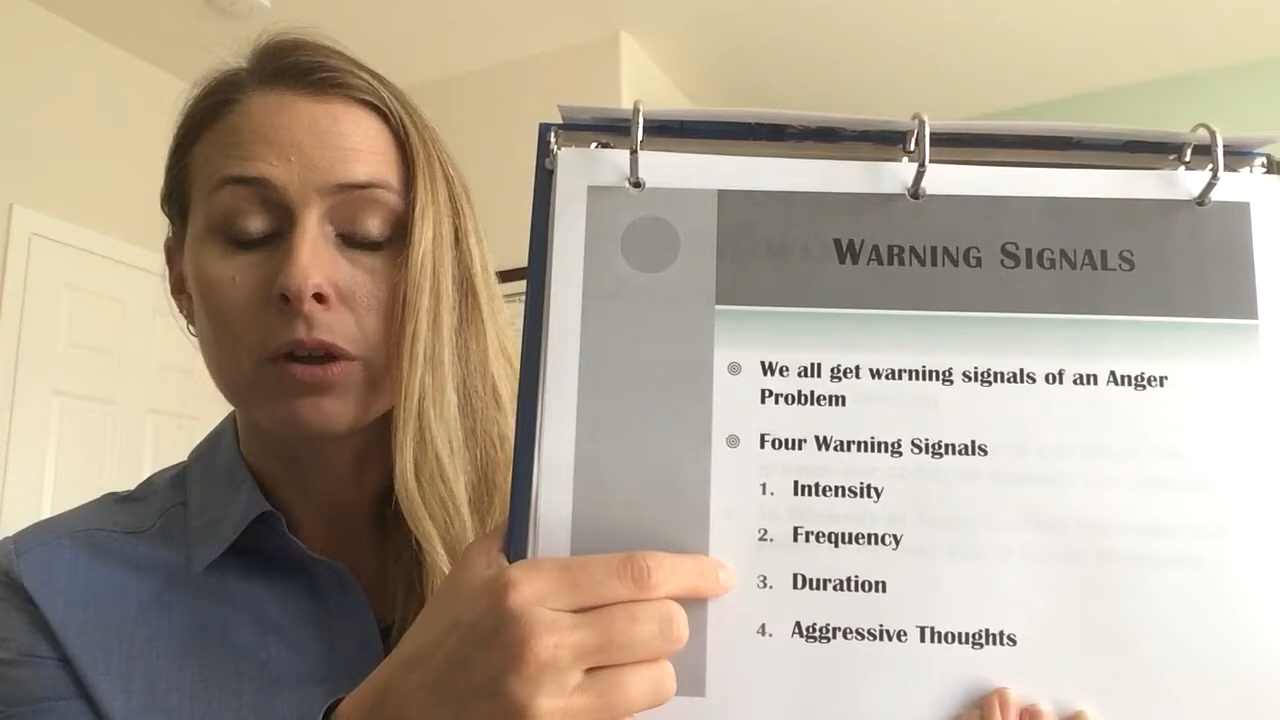 WARNING SIGNALS
We all get warning signals of an Anger
Problem
Four Warning Signals
1. Intensity
2. Frequency
3. Duration
4. Aggressive Thoughts